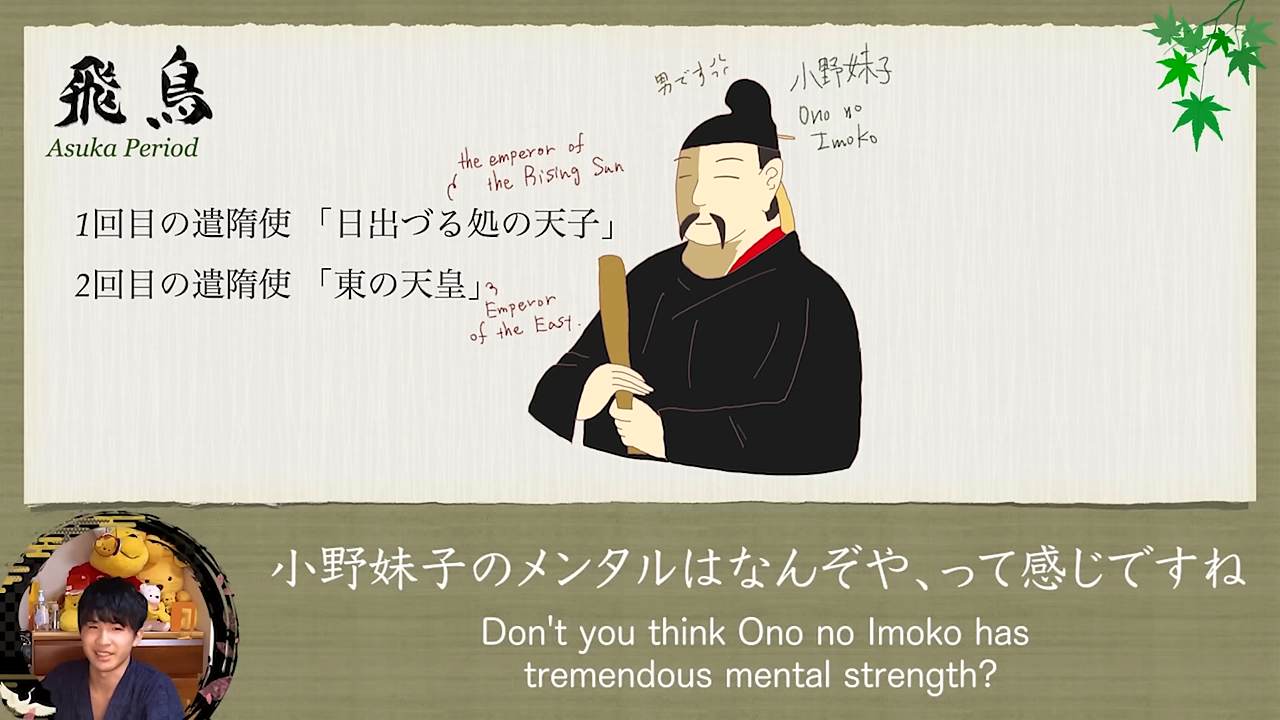 飛鳥
Asuka Period
男です
小野妹子
Ono no
Imoko
the emperor of
the Rising Sun
1回目の遣隋使 「日出づる処の天子」
2回目の遣隋使 「東の天皇」
Emperor
of the East.
小野妹子のメンタルはなんぞや、って感じですね
Don't you think Ono no Imoko has
tremendous mental strength?